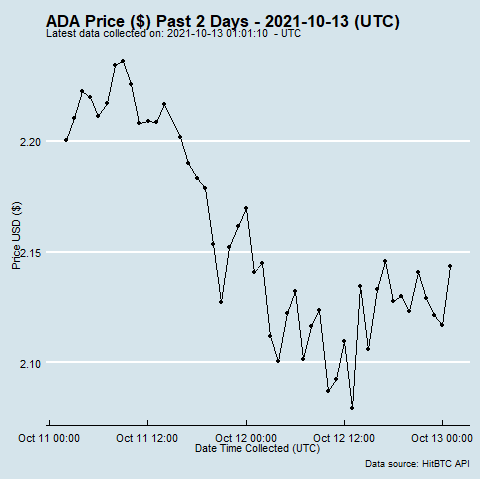 ADA Price ($) Past 2 Days - 2021-10-13 (UTC)
Latest data collected on: 2021-10-13 01:01:10 - UTC
Price USD ($)
2.20
2.15
2.10
Oct 11 00:00 Oct 11 12:00 Oct 12 00:00 Oct 12 12:00 Oct 13 00:00
Date Time Collected (UTC)
Data source: HitBTC API